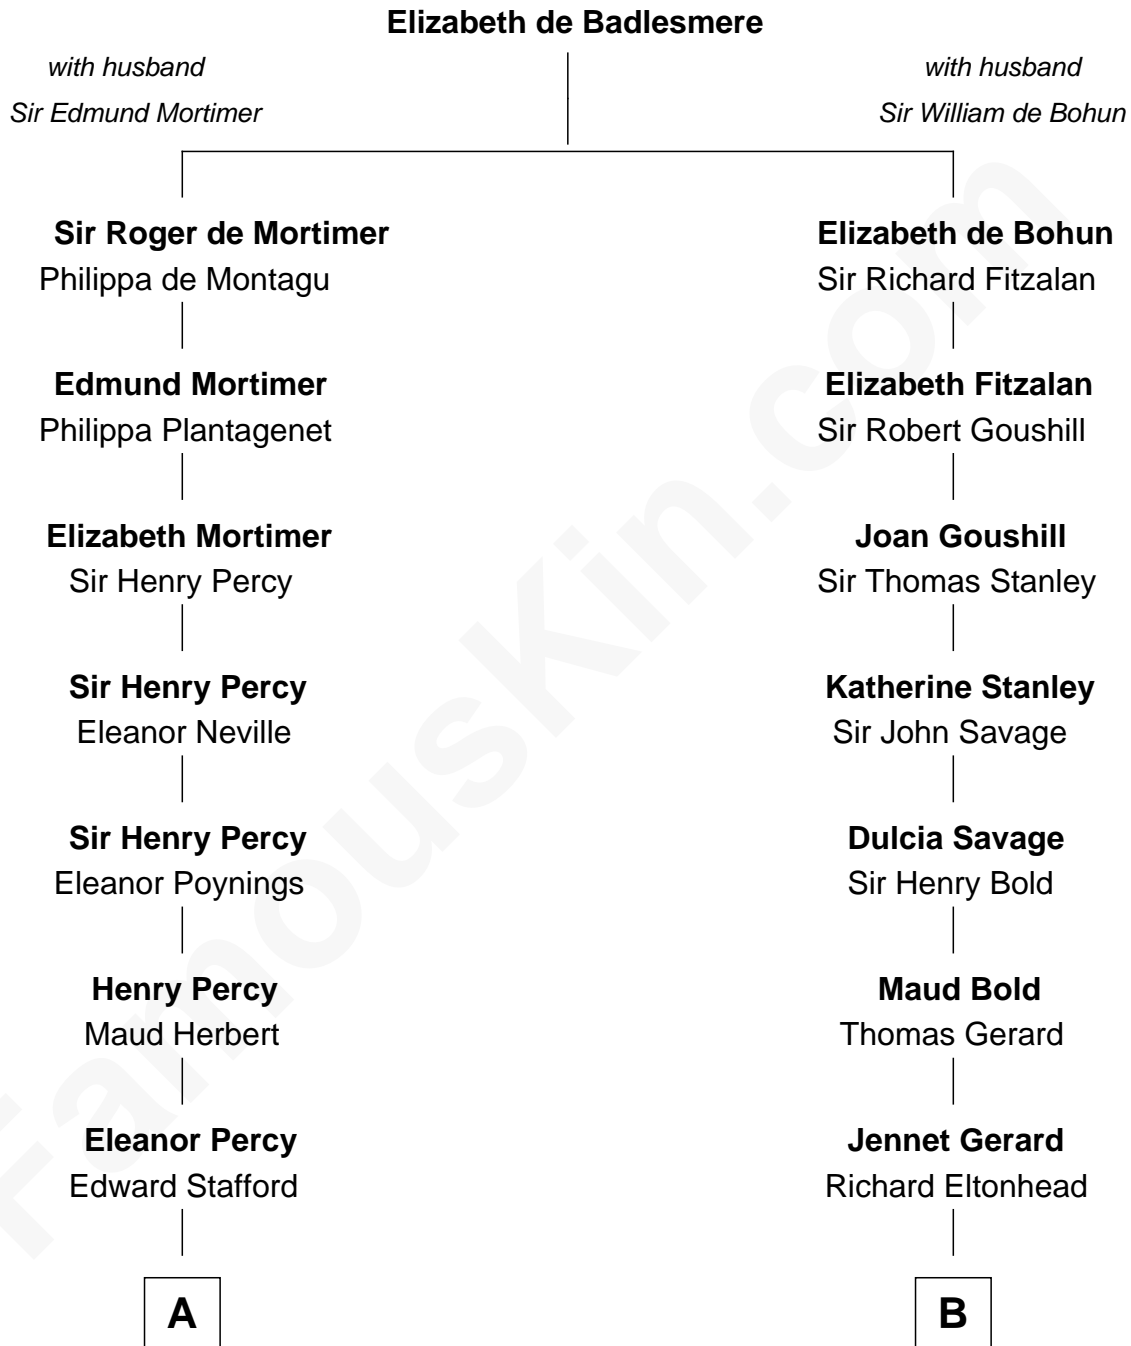 Elizabeth de Badlesmere
with husband
Sir Edmund Mortimer
with husband
Sir William de Bohun
Sir Roger de Mortimer
Philippa de Montagu
Elizabeth de Bohun
Sir Richard Fitzalan
Edmund Mortimer
Philippa Plantagenet
Elizabeth Fitzalan
Sir Robert Goushill
Elizabeth Mortimer
Sir Henry Percy
Joan Goushill
Sir Thomas Stanley
Sir Henry Percy
Eleanor Neville
Katherine Stanley
Sir John Savage
Sir Henry Percy
Eleanor Poynings
Dulcia Savage
Sir Henry Bold
Henry Percy
Maud Herbert
Maud Bold
Thomas Gerard
Eleanor Percy
Edward Stafford
Jennet Gerard
Richard Eltonhead
A
B
FamousKin.com